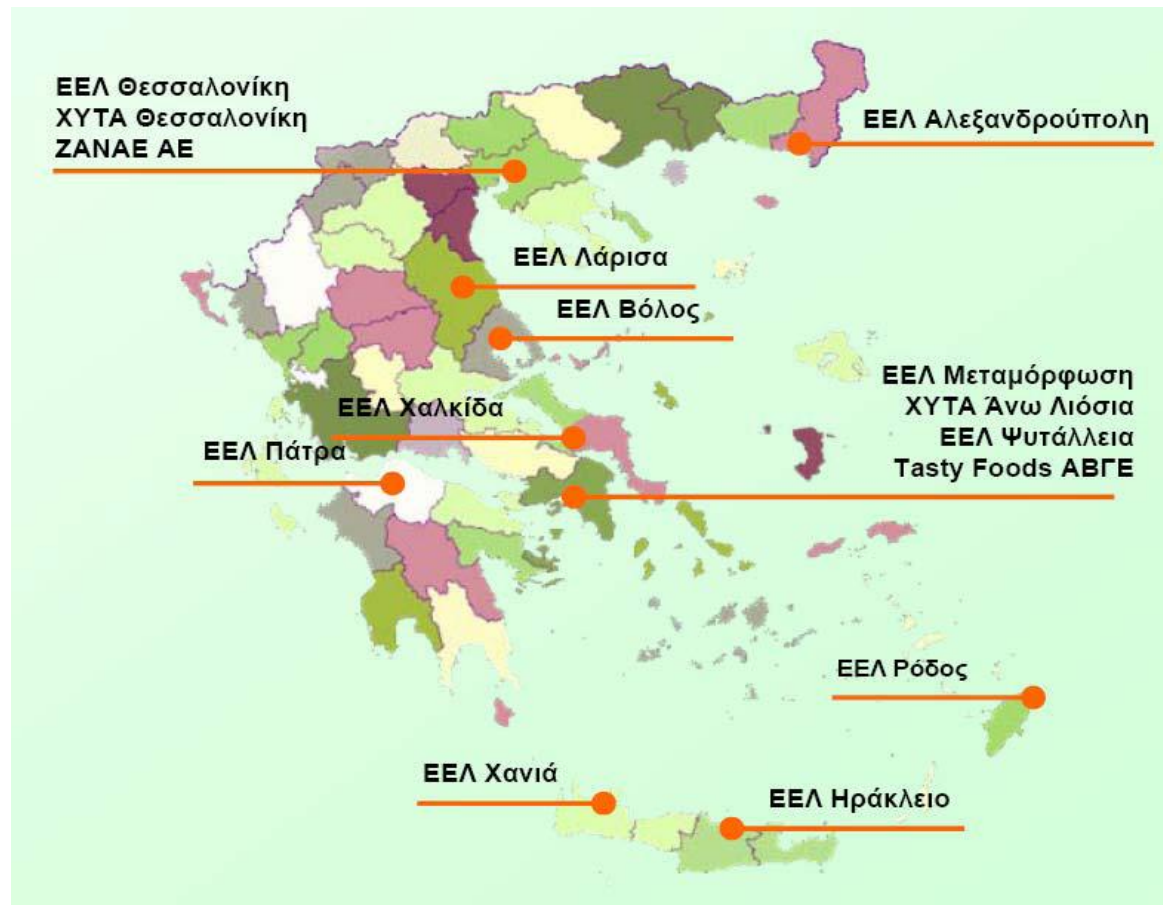 ΕΕΛ Θεσσαλονίκη
ΧΥΤΑ Θεσσαλονίκη
ΖΑΝΑΕ ΑΕ
ΕΕΛ Αλεξανδρούπολη
ΕΕΛ Λάρισα
ΕΕΛ Βόλος
ΕΕΛ Μεταμόρφωση
ΧΥΤΑ Άνω Λιόσια
ΕΕΛ Ψυτάλλεια
Tasty Foods ΑΒΓΕ
ΕΕΛ Χαλκίδα
ΕΕΛ Πάτρα
ΕΕΛ Ρόδος
ΕΕΛ Χανιά
ΕΕΛ Ηράκλειο